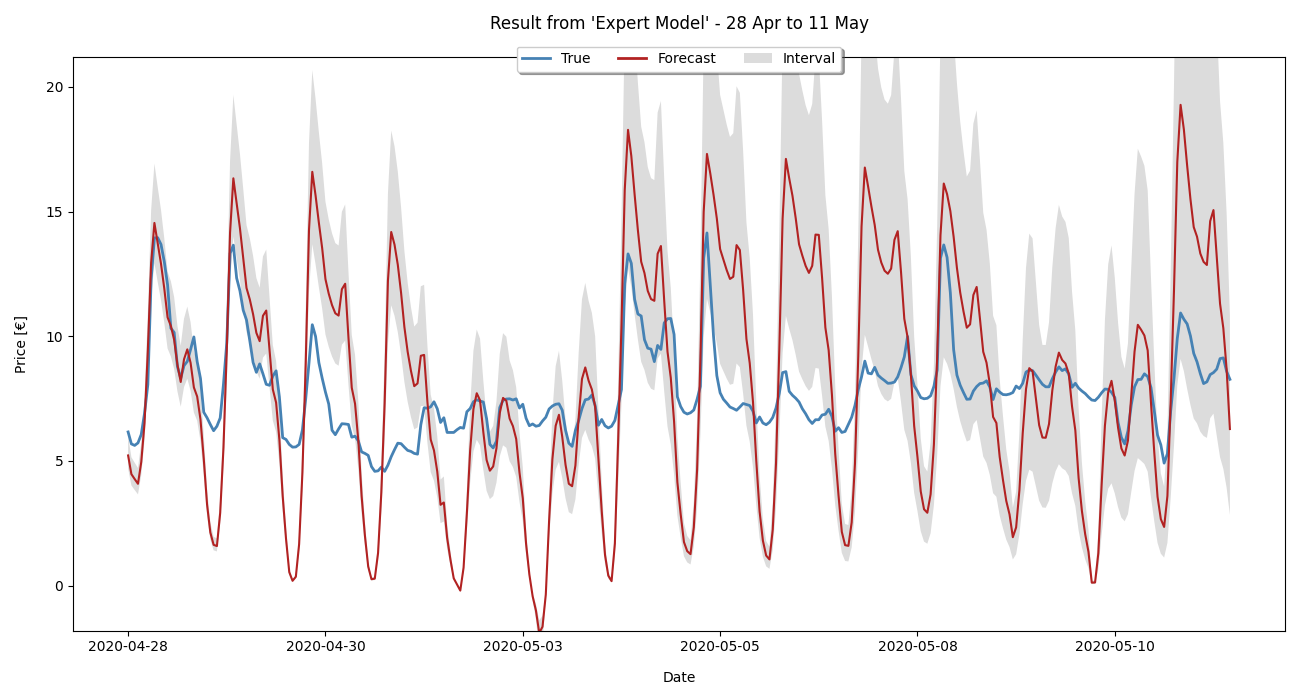 Result from 'Expert Model' - 28 Apr to 11 May
True
Forecast
Interval
20
15
10
5
0
Price [€]
2020-04-28
2020-04-30
2020-05-03
2020-05-05
2020-05-08
2020-05-10
Date